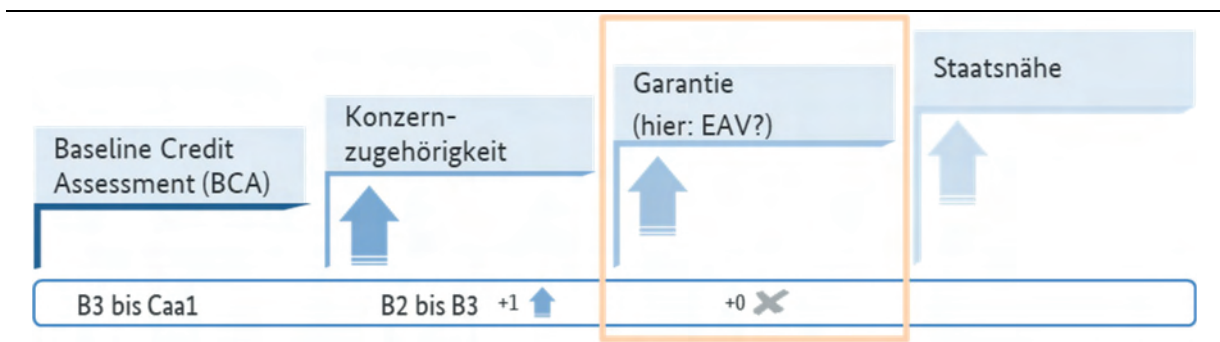 Baseline Credit
Assessment (BCA)
Konzern-
zugehörigkeit
Garantie
(hier: EAV?)
Staatsnähe
B3 bis Caa1
B2 bis B3 +1
+0